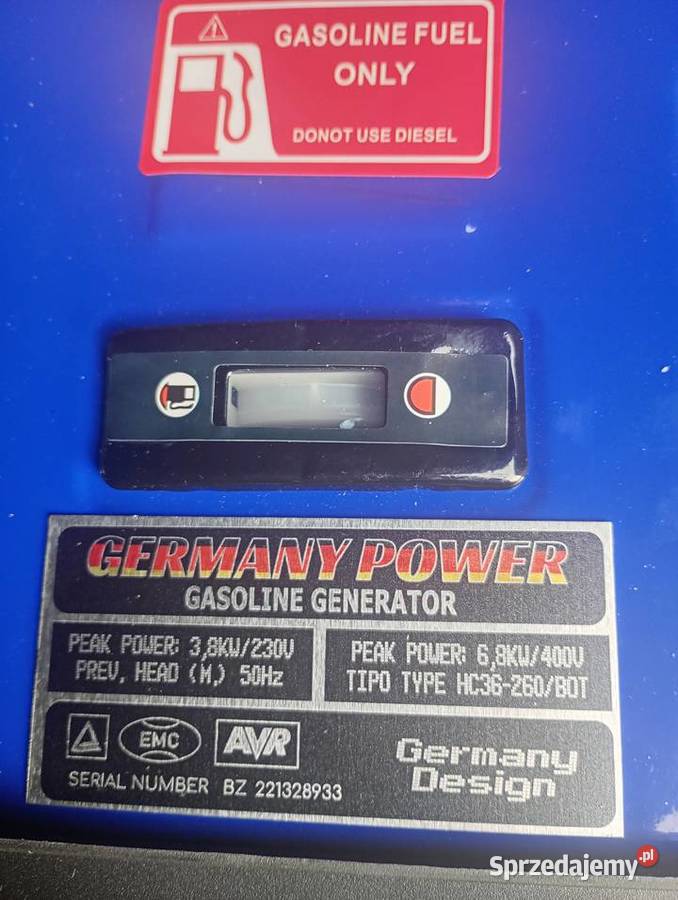 GASOLINE FUEL
ONLY
DONOT USE DIESEL
GERMANY POWER
GASOLINE GENERATOR
PEAK POWER: 3,8KW/230V
PREV, HEAD (M,) 50Hz
PEAK POWER: 6,8KW/400V
TIPO TYPE HC36-260/BOT
EMC
AVR
Germany
Design
SERIAL NUMBER BZ 221328933
Sprzedajemy.pl